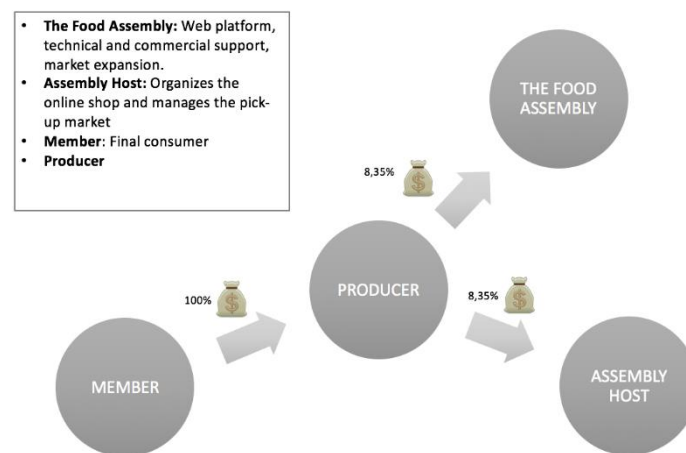 • The Food Assembly: Web platform,
technical and commercial support,
market expansion.
• Assembly Host: Organizes the
online shop and manages the pick-
up market
• Member: Final consumer
• Producer
THE FOOD
ASSEMBLY
8,35%
PRODUCER
8,35%
100%
MEMBER
ASSEMBLY
HOST